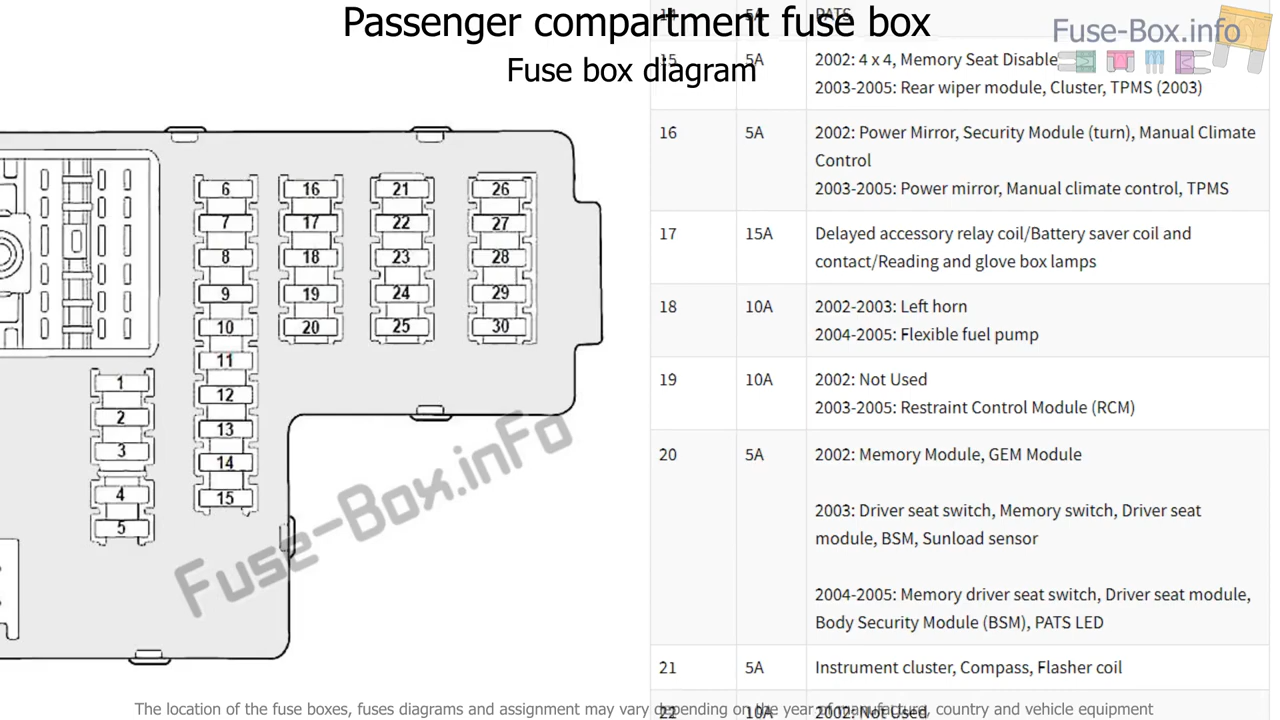 Passenger compartment fuse box
Fuse box diagram
Fuse-Box.info
14 5A PATS
15 5A 2002: 4 x 4, Memory Seat Disable
2003-2005: Rear wiper module, Cluster, TPMS (2003)
16 5A 2002: Power Mirror, Security Module (turn), Manual Climate
Control
2003-2005: Power mirror, Manual climate control, TPMS
17 15A Delayed accessory relay coil/Battery saver coil and
contact/Reading and glove box lamps
18 10A 2002-2003: Left horn
2004-2005: Flexible fuel pump
19 10A 2002: Not Used
2003-2005: Restraint Control Module (RCM)
20 5A 2002: Memory Module, GEM Module
2003: Driver seat switch, Memory switch, Driver seat
module, BSM, Sunload sensor
2004-2005: Memory driver seat switch, Driver seat module,
Body Security Module (BSM), PATS LED
21 5A Instrument cluster, Compass, Flasher coil
22 10A 2002: Not Used
6 16 21 26
7 17 22 27
8 18 23 28
9 19 24 29
10 20 25 30
11
1 12
2 13
3 14
4 15
5
Fuse-Box.inFo
The location of the fuse boxes, fuses diagrams and assignment may vary depending on the year of manufacture, country and vehicle equipment